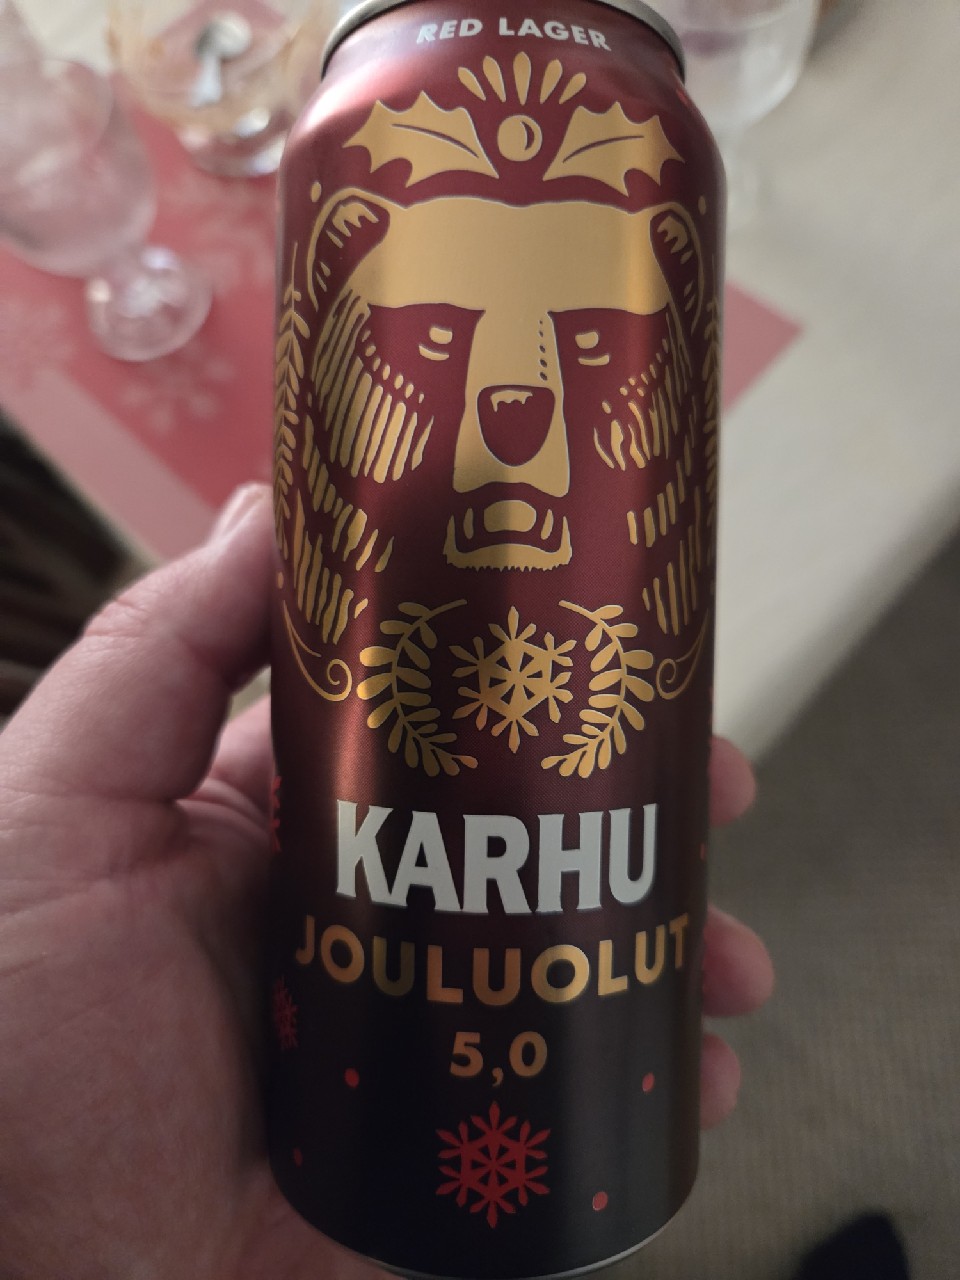 RED LAGER
KARHU
JOULUOLUT
5,0